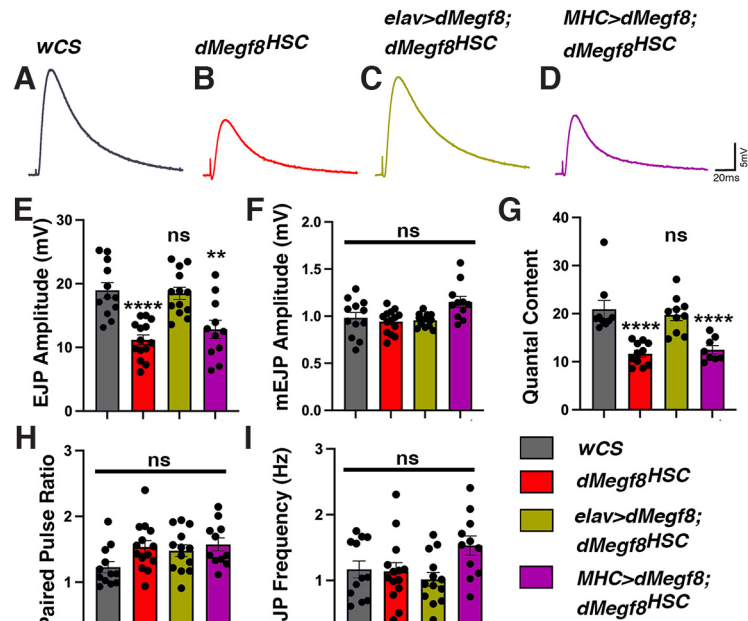 wCS
dMegf8HSC
elav>dMegf8;
dMegf8HSC
MHC>dMegf8;
dMegf8HSC
A
B
C
D
5mV
20ms
E
EJP Amplitude (mV)
30
20
10
0
****
ns
**
F
mEJP Amplitude (mV)
2.0
1.5
1.0
0.5
0.0
ns
G
Quantal Content
40
30
20
10
0
****
ns
****
H
Paired Pulse Ratio
3
2
1
ns
I
JP Frequency (Hz)
3
2
1
ns
wCS
dMegf8HSC
elav>dMegf8;
dMegf8HSC
MHC>dMegf8;
dMegf8HSC